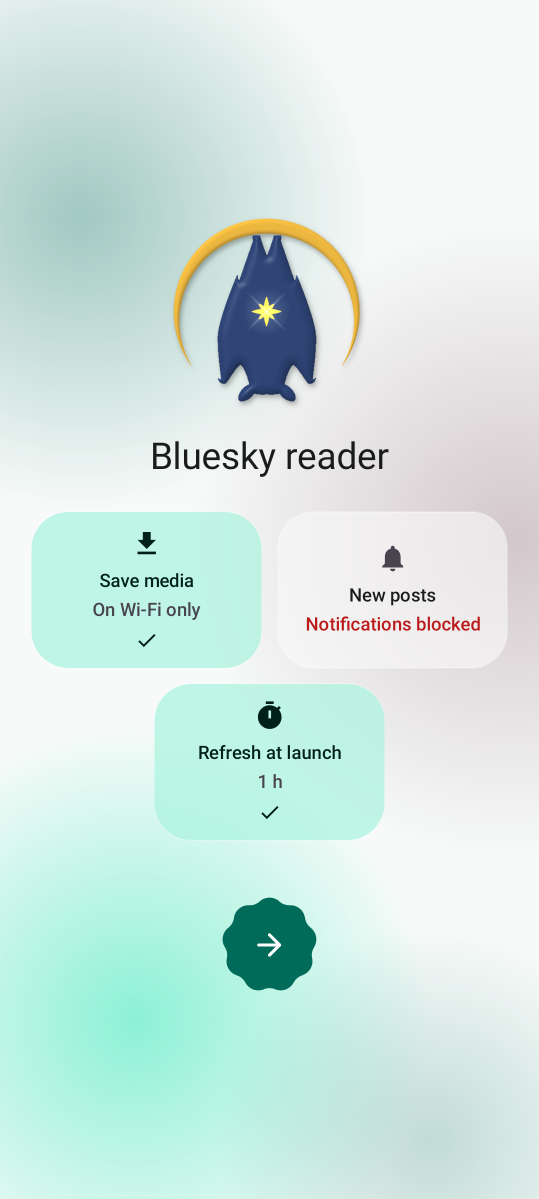 Bluesky reader
Save media
On Wi-Fi only
New posts
Notifications blocked
Refresh at launch
1 h